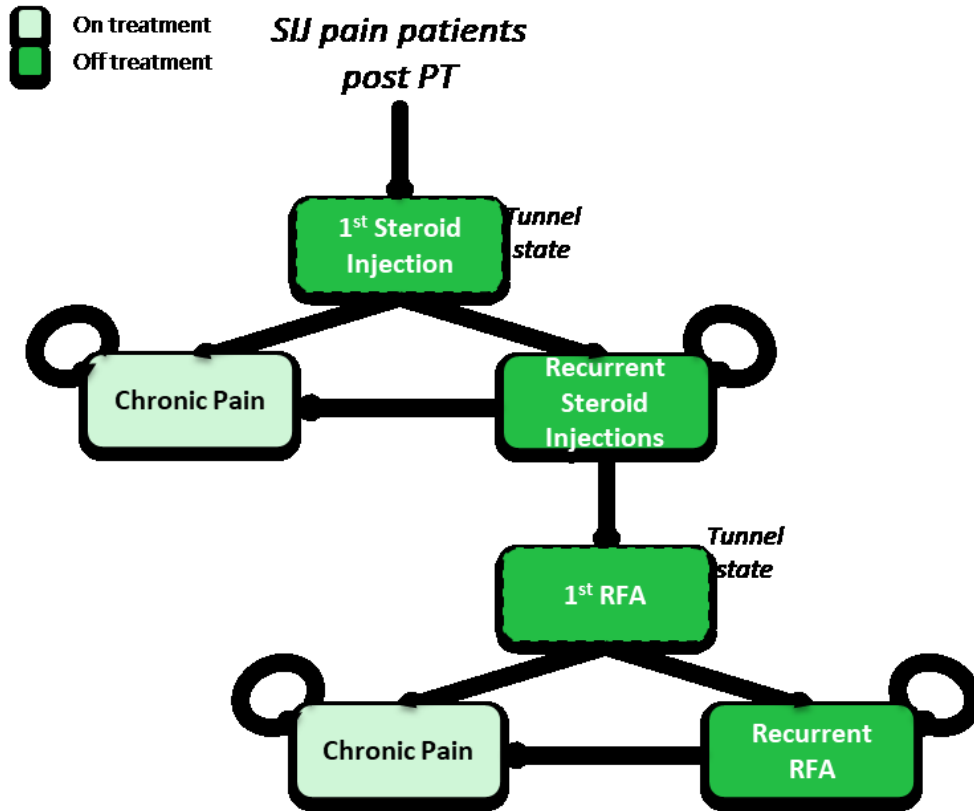 On treatment
Off treatment
SIJ pain patients
post PT
1st Steroid
Injection
Tunnel
state
Chronic Pain
Recurrent
Steroid
Injections
1st RFA
Tunnel
state
Chronic Pain
Recurrent
RFA